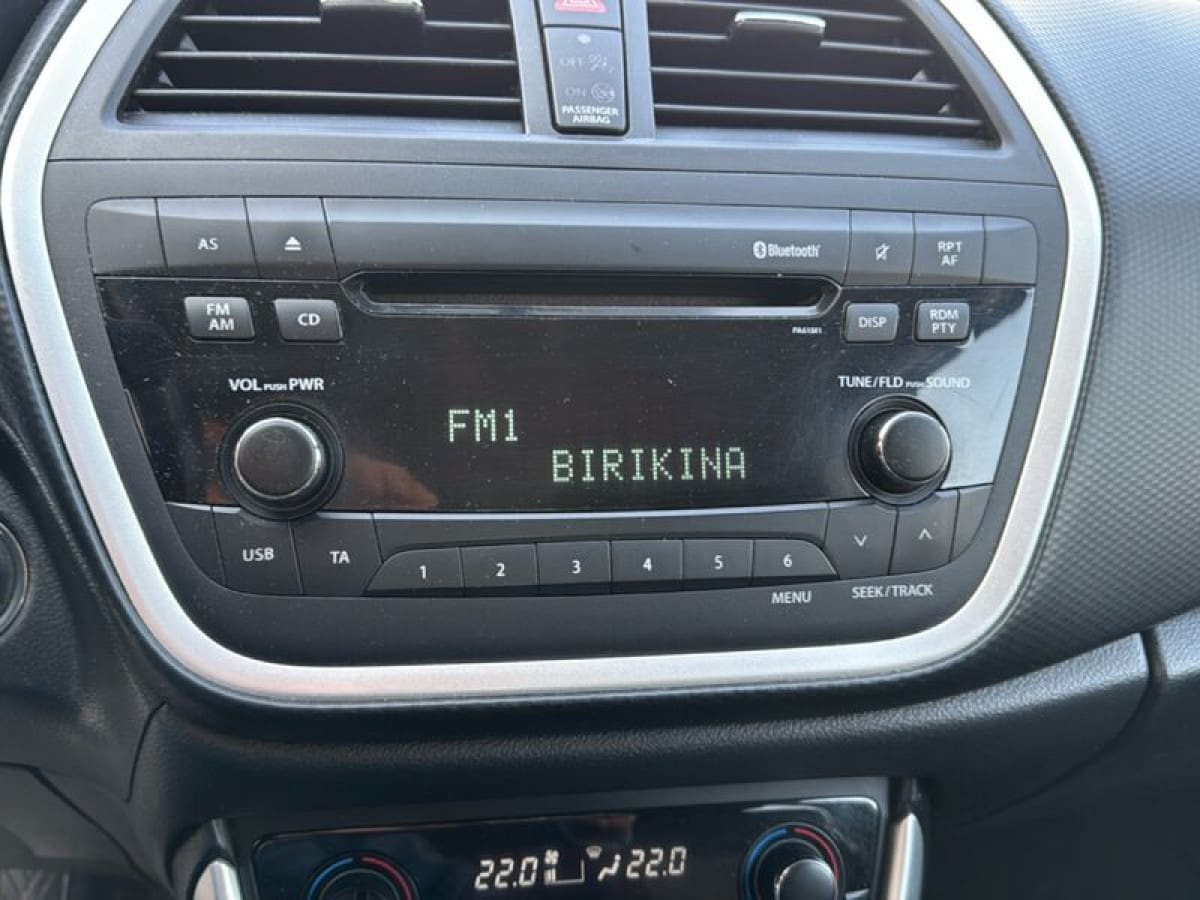 OFF
ON
PASSENGER
AIRBAG
AS
Bluetooth
RPT
AF
FM
AM
CD
PA61M1
DISP
RDM
PTY
VOL PUSH PWR
TUNE/FLD PUSH SOUND
FM1
BIRIKINA
USB
TA
1
2
3
4
5
6
MENU
SEEK/TRACK
22.0
22.0